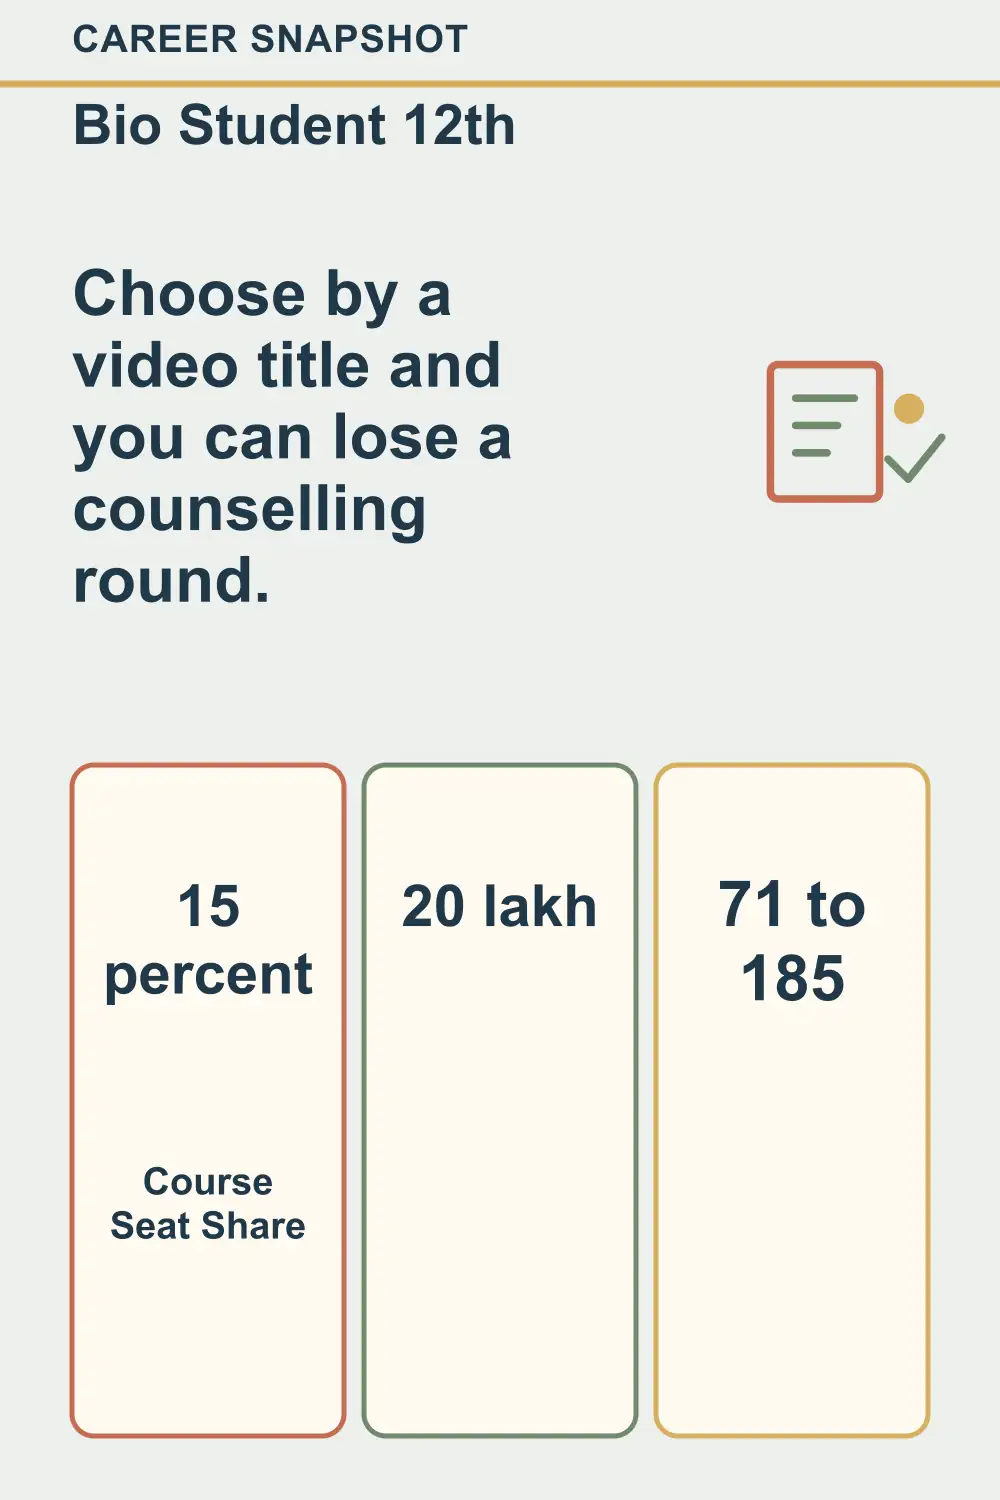 CAREER SNAPSHOT
Bio Student 12th
Choose by a
video title and
you can lose a
counselling
round.
15
percent
Course
Seat Share
20 lakh
71 to
185